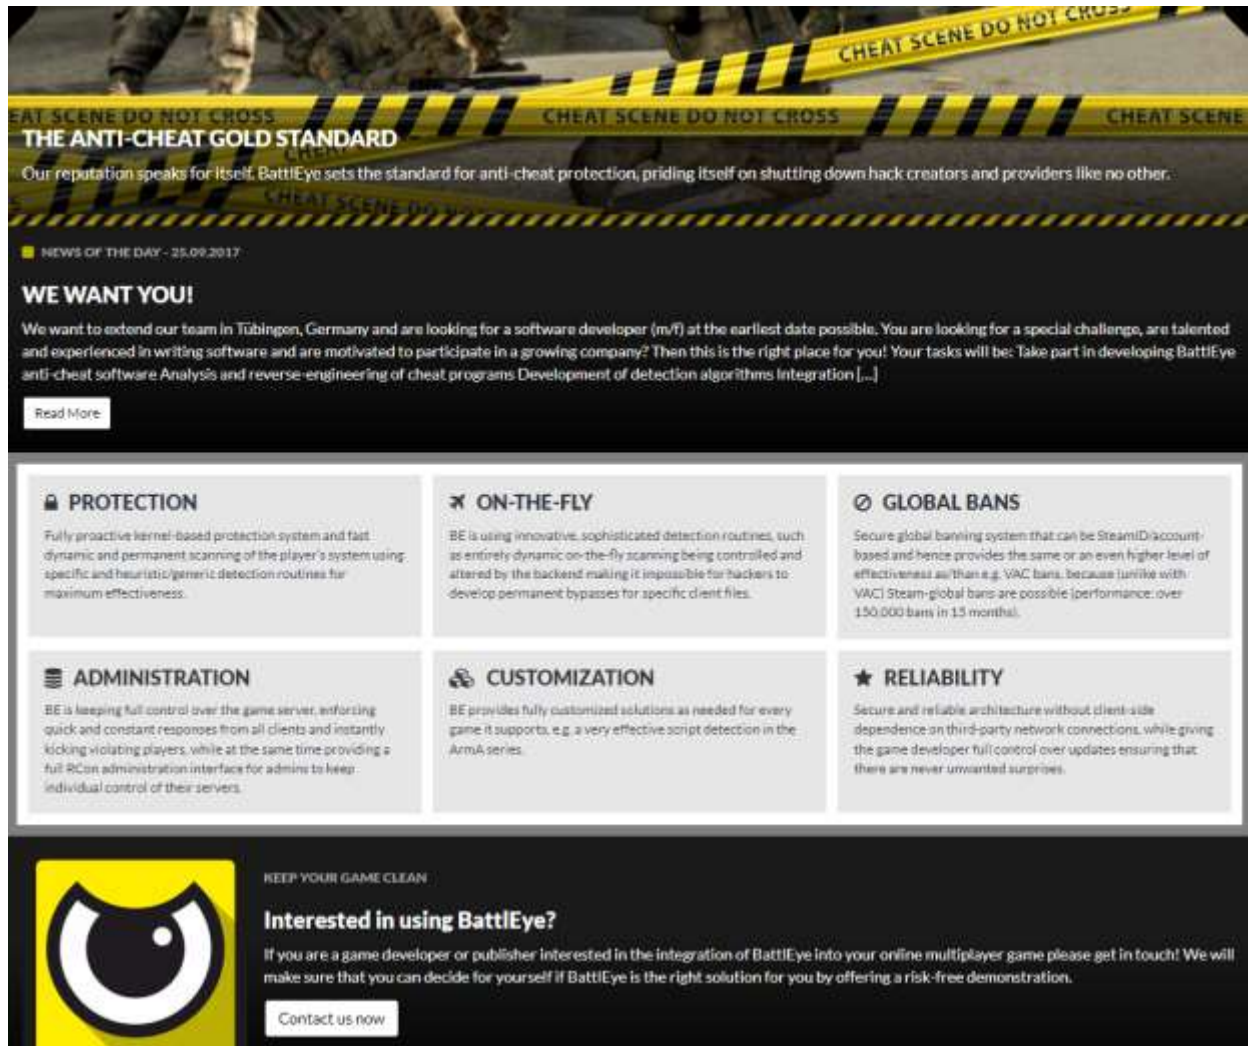 CHEAT SCENE DO NOT CROSS
EAT SCENE DO NOT CROSS
CHEAT SCENE DO NOT CROSS
CHEAT SCENE
THE ANTI-CHEAT GOLD STANDARD
Our reputation speaks for itself. BattlEye sets the standard for anti-cheat protection, priding itself on shutting down hack creators and providers like no other.
CHEAT SCENE DO
NEWS OF THE DAY - 25.09.2017
WE WANT YOU!
We want to extend our team in Tübingen, Germany and are looking for a software developer (m/f) at the earliest date possible. You are looking for a special challenge, are talented
and experienced in writing software and are motivated to participate in a growing company? Then this is the right place for you! Your tasks will be: Take part in developing BattlEye
anti-cheat software Analysis and reverse-engineering of cheat programs Development of detection algorithms Integration [...]
Read More
PROTECTION
Fully proactive kernel-based protection system and fast
dynamic and permanent scanning of the player's system using
specific and heuristic/generic detection routines for
maximum effectiveness.
ON-THE-FLY
BE is using innovative, sophisticated detection routines, such
as entirely dynamic on-the-fly scanning being controlled and
altered by the backend making it impossible for hackers to
develop permanent bypasses for specific client files.
GLOBAL BANS
Secure global banning system that can be SteamID/account-
based and hence provides the same or an even higher level of
effectiveness as/than e.g. VAC bans, because (unlike with
VAC) Steam-global bans are possible (performance: over
150,000 bans in 15 months).
ADMINISTRATION
BE is keeping full control over the game server, enforcing
quick and constant responses from all clients and instantly
kicking violating players, while at the same time providing a
full RCon administration interface for admins to keep
individual control of their servers.
CUSTOMIZATION
BE provides fully customized solutions as needed for every
game it supports, e.g. a very effective script detection in the
ArmA series.
RELIABILITY
Secure and reliable architecture without client-side
dependence on third-party network connections, while giving
the game developer full control over updates ensuring that
there are never unwanted surprises.
KEEP YOUR GAME CLEAN
Interested in using BattlEye?
If you are a game developer or publisher interested in the integration of BattlEye into your online multiplayer game please get in touch! We will
make sure that you can decide for yourself if BattlEye is the right solution for you by offering a risk-free demonstration.
Contact us now